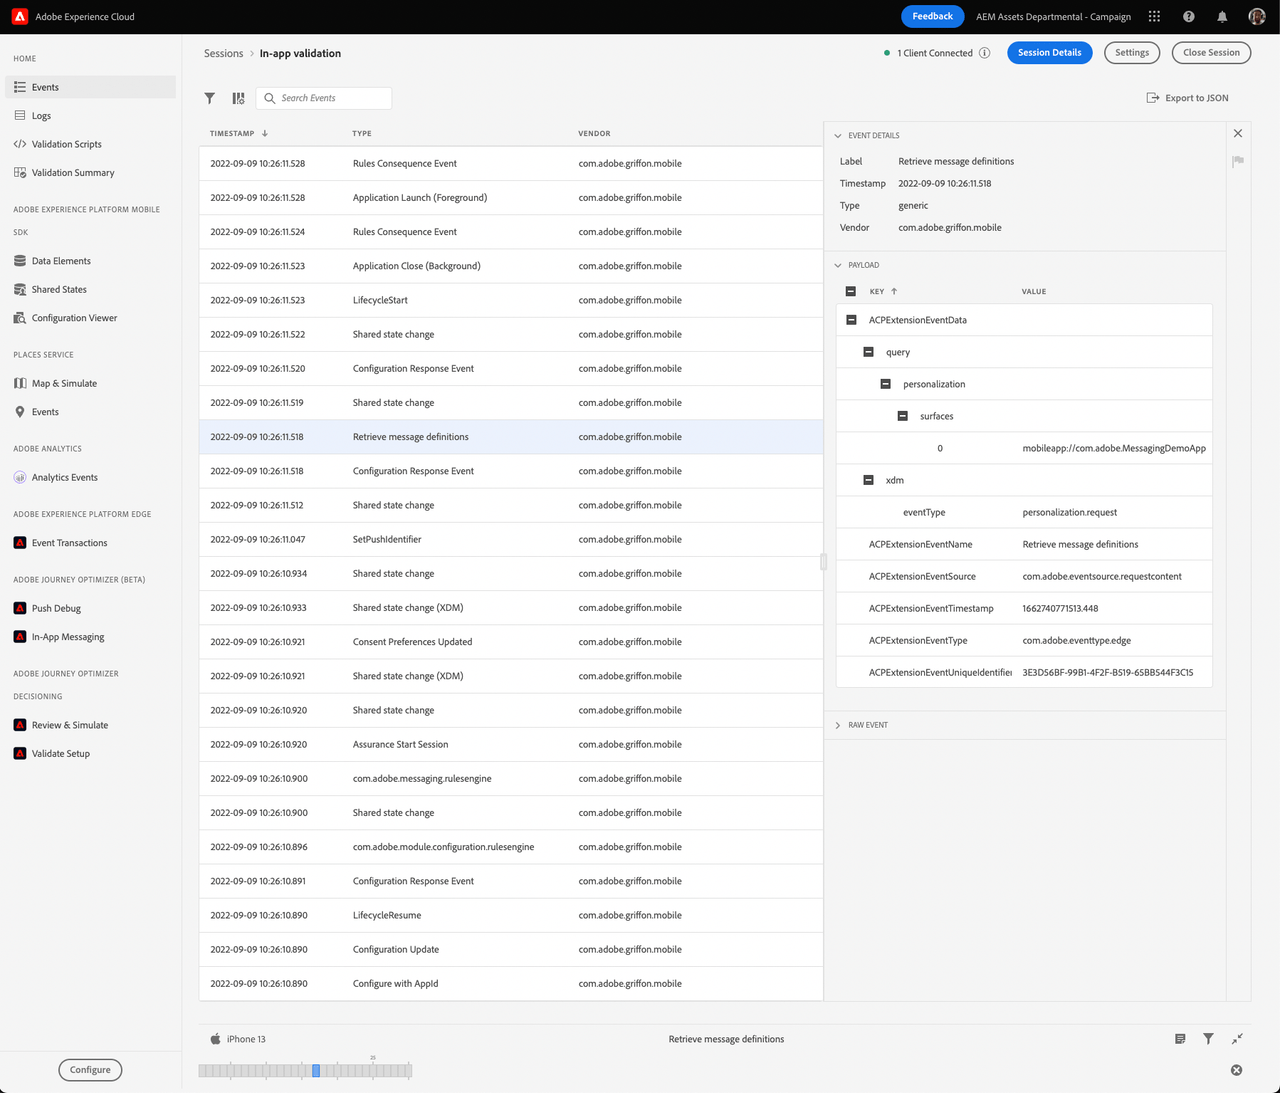 Adobe Experience Cloud
Feedback
AEM Assets Departmental - Campaign
HOME
Events
Logs
Validation Scripts
Validation Summary
ADOBE EXPERIENCE PLATFORM MOBILE
SDK
Data Elements
Shared States
Configuration Viewer
PLACES SERVICE
Map & Simulate
Events
ADOBE ANALYTICS
Analytics Events
ADOBE EXPERIENCE PLATFORM EDGE
Event Transactions
ADOBE JOURNEY OPTIMIZER (BETA)
Push Debug
In-App Messaging
ADOBE JOURNEY OPTIMIZER
DECISIONING
Review & Simulate
Validate Setup
Configure
Sessions > In-app validation
1 Client Connected
Session Details
Settings
Close Session
Search Events
Export to JSON
TIMESTAMP TYPE VENDOR
2022-09-09 10:26:11.528 Rules Consequence Event com.adobe.griffon.mobile
2022-09-09 10:26:11.528 Application Launch (Foreground) com.adobe.griffon.mobile
2022-09-09 10:26:11.524 Rules Consequence Event com.adobe.griffon.mobile
2022-09-09 10:26:11.523 Application Close (Background) com.adobe.griffon.mobile
2022-09-09 10:26:11.523 LifecycleStart com.adobe.griffon.mobile
2022-09-09 10:26:11.522 Shared state change com.adobe.griffon.mobile
2022-09-09 10:26:11.520 Configuration Response Event com.adobe.griffon.mobile
2022-09-09 10:26:11.519 Shared state change com.adobe.griffon.mobile
2022-09-09 10:26:11.518 Retrieve message definitions com.adobe.griffon.mobile
2022-09-09 10:26:11.518 Configuration Response Event com.adobe.griffon.mobile
2022-09-09 10:26:11.512 Shared state change com.adobe.griffon.mobile
2022-09-09 10:26:11.047 SetPushIdentifier com.adobe.griffon.mobile
2022-09-09 10:26:10.934 Shared state change com.adobe.griffon.mobile
2022-09-09 10:26:10.933 Shared state change (XDM) com.adobe.griffon.mobile
2022-09-09 10:26:10.921 Consent Preferences Updated com.adobe.griffon.mobile
2022-09-09 10:26:10.921 Shared state change (XDM) com.adobe.griffon.mobile
2022-09-09 10:26:10.920 Shared state change com.adobe.griffon.mobile
2022-09-09 10:26:10.920 Assurance Start Session com.adobe.griffon.mobile
2022-09-09 10:26:10.900 com.adobe.messaging.rulesengine com.adobe.griffon.mobile
2022-09-09 10:26:10.900 Shared state change com.adobe.griffon.mobile
2022-09-09 10:26:10.896 com.adobe.module.configuration.rulesengine com.adobe.griffon.mobile
2022-09-09 10:26:10.891 Configuration Response Event com.adobe.griffon.mobile
2022-09-09 10:26:10.890 LifecycleResume com.adobe.griffon.mobile
2022-09-09 10:26:10.890 Configuration Update com.adobe.griffon.mobile
2022-09-09 10:26:10.890 Configure with AppId com.adobe.griffon.mobile
EVENT DETAILS
Label Retrieve message definitions
Timestamp 2022-09-09 10:26:11.518
Type generic
Vendor com.adobe.griffon.mobile
PAYLOAD
KEY VALUE
ACPExtensionEventData
query
personalization
surfaces
0 mobileapp://com.adobe.MessagingDemoApp
xdm
eventType personalization.request
ACPExtensionEventName Retrieve message definitions
ACPExtensionEventSource com.adobe.eventsource.requestcontent
ACPExtensionEventTimestamp 1662740771513.448
ACPExtensionEventType com.adobe.eventtype.edge
ACPExtensionEventUniqueIdentifier 3E3D56BF-99B1-4F2F-B519-65BB544F3C15
RAW EVENT
iPhone 13
Retrieve message definitions
25